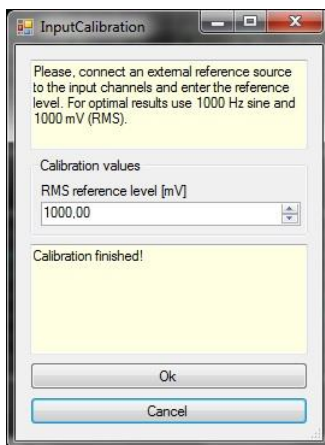 InputCalibration
Please, connect an external reference source
to the input channels and enter the reference
level. For optimal results use 1000 Hz sine and
1000 mV (RMS).
Calibration values
RMS reference level [mV]
1000,00
Calibration finished!
Ok
Cancel